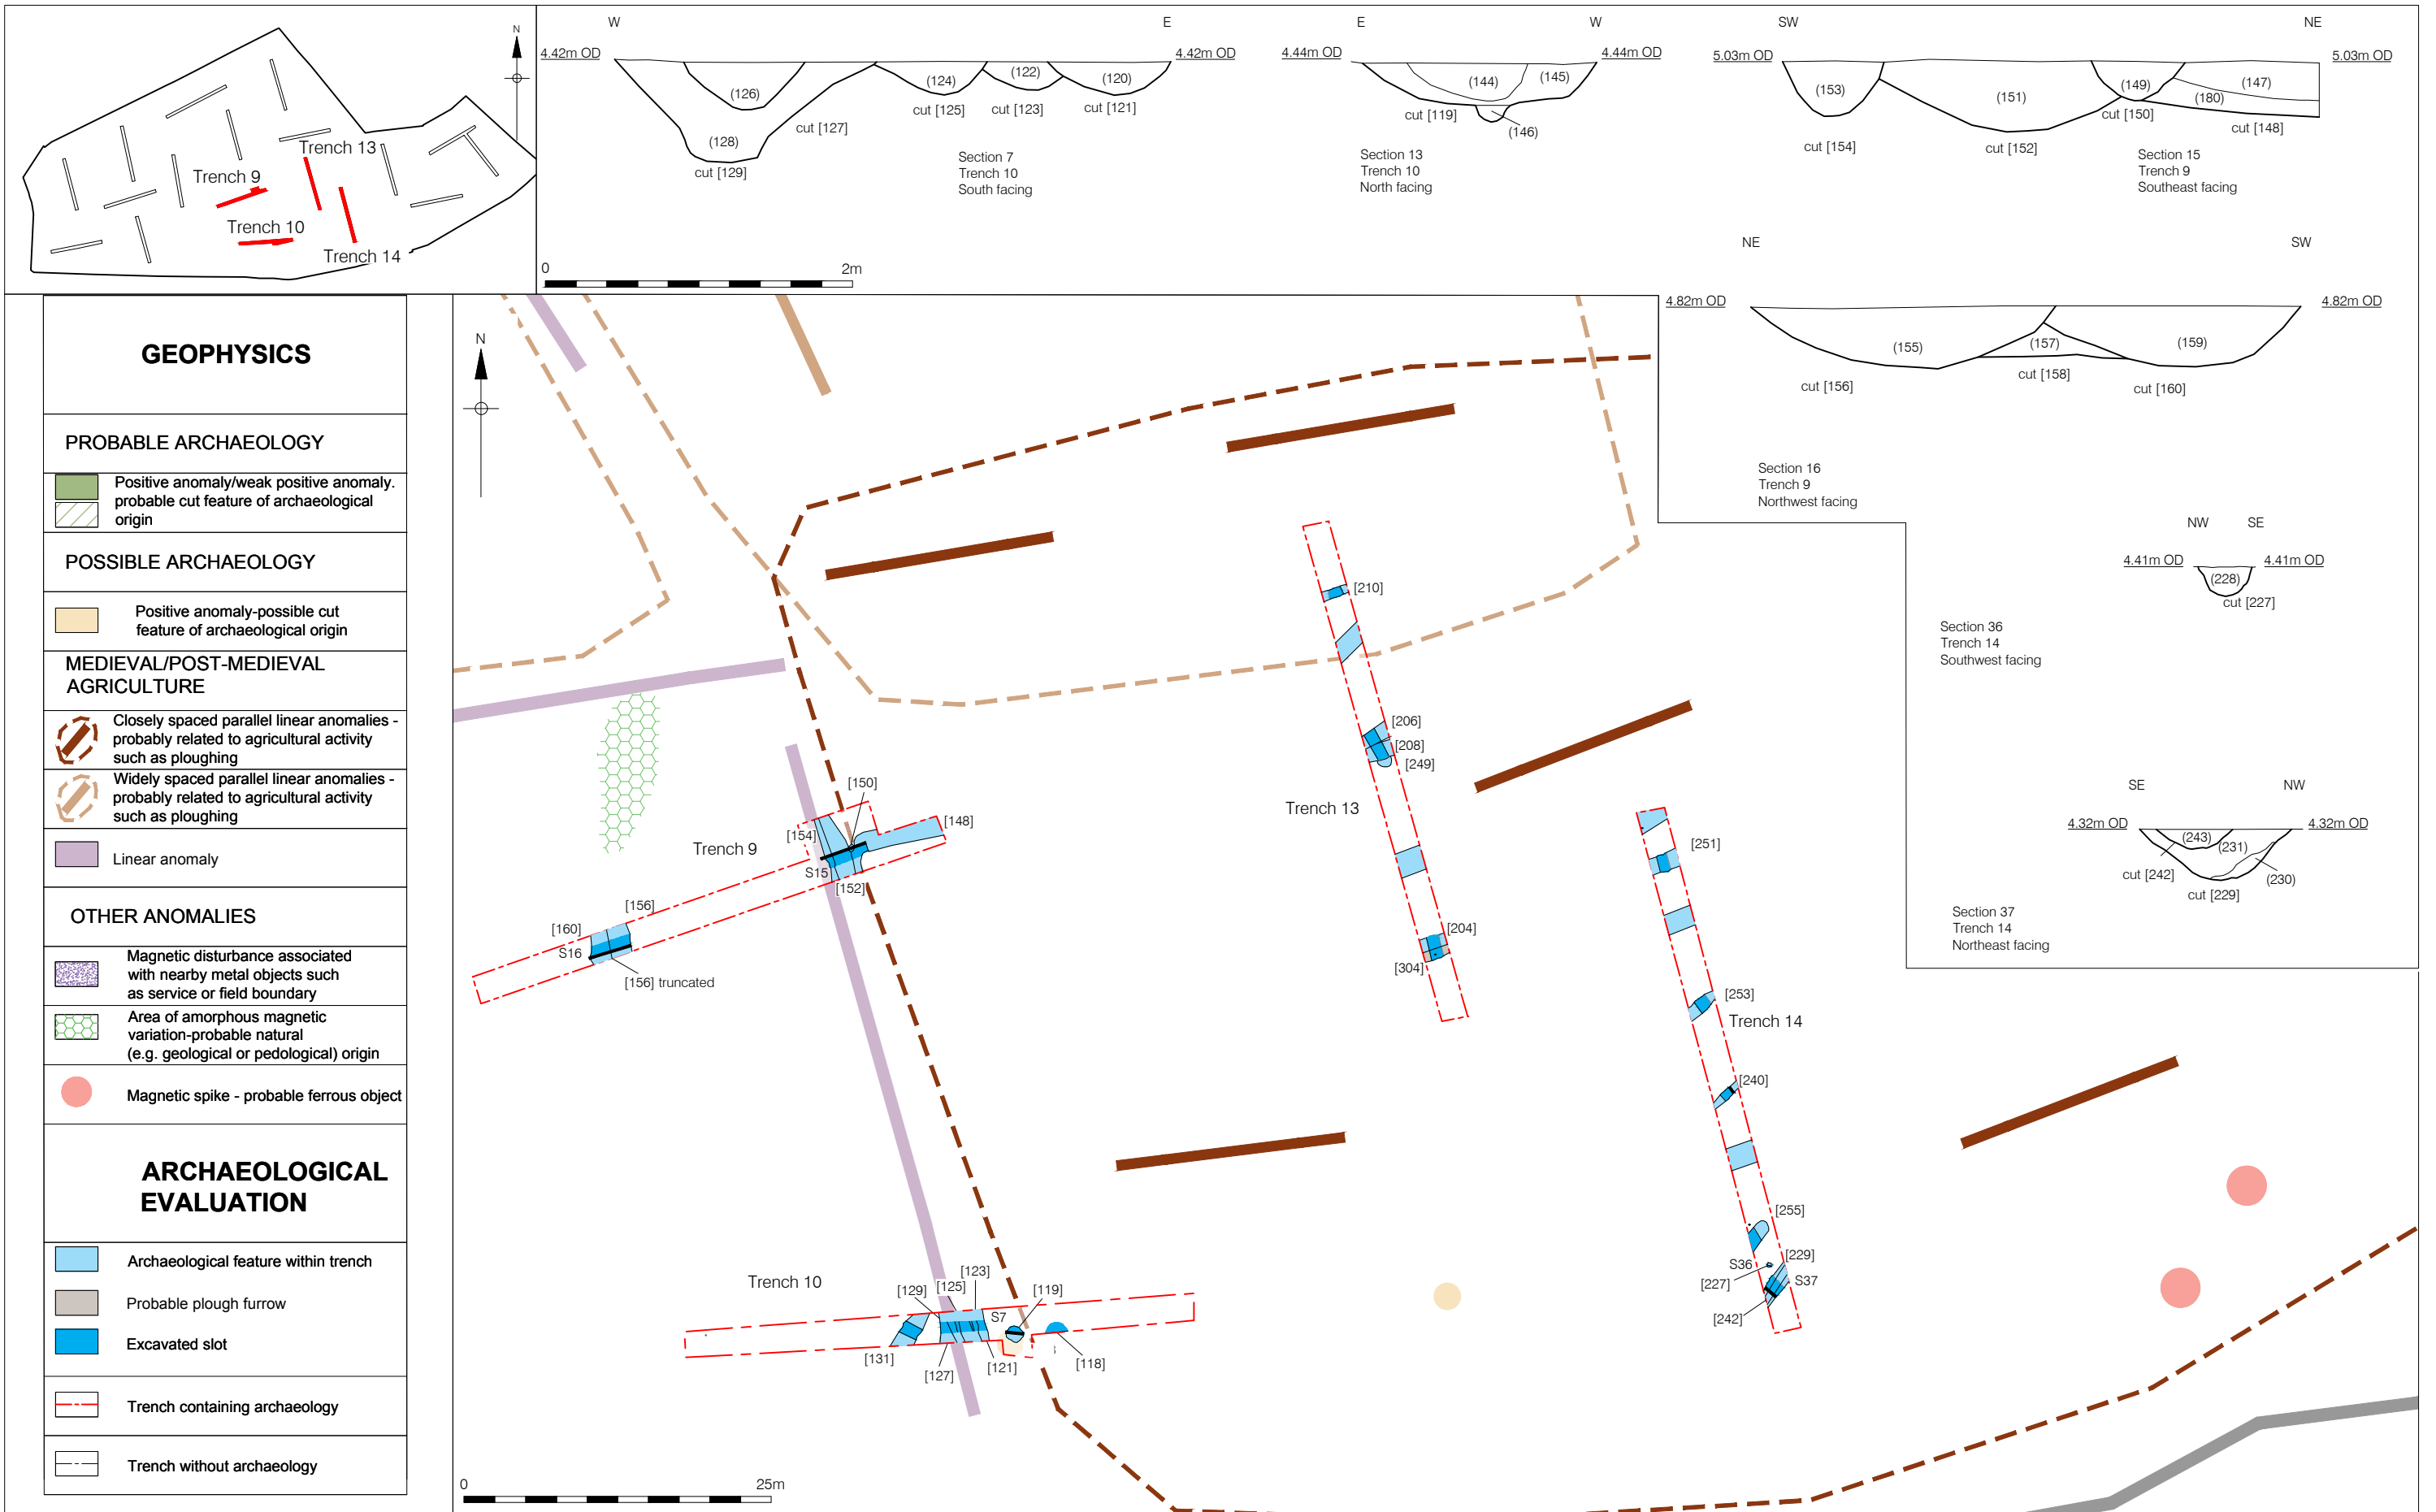 N
Trench 13
Trench 9
Trench 10
Trench 14
W
E
4.42m OD
4.42m OD
(126)
(128)
(124)
(122)
(120)
cut [127]
cut [125]
cut [123]
cut [121]
cut [129]
Section 7
Trench 10
South facing
0
2m
E
W
4.44m OD
4.44m OD
(144)
(145)
cut [119]
(146)
Section 13
Trench 10
North facing
SW
NE
5.03m OD
5.03m OD
(153)
(151)
(149)
(147)
(180)
cut [150]
cut [148]
cut [154]
cut [152]
Section 15
Trench 9
Southeast facing
NE
SW
4.82m OD
4.82m OD
(155)
(157)
(159)
cut [156]
cut [158]
cut [160]
Section 16
Trench 9
Northwest facing
NW
SE
4.41m OD
4.41m OD
(228)
cut [227]
Section 36
Trench 14
Southwest facing
SE
NW
4.32m OD
4.32m OD
(243)
(231)
cut [242]
(230)
cut [229]
Section 37
Trench 14
Northeast facing
GEOPHYSICS
PROBABLE ARCHAEOLOGY
Positive anomaly/weak positive anomaly.
probable cut feature of archaeological
origin
POSSIBLE ARCHAEOLOGY
Positive anomaly-possible cut
feature of archaeological origin
MEDIEVAL/POST-MEDIEVAL
AGRICULTURE
Closely spaced parallel linear anomalies -
probably related to agricultural activity
such as ploughing
Widely spaced parallel linear anomalies -
probably related to agricultural activity
such as ploughing
Linear anomaly
OTHER ANOMALIES
Magnetic disturbance associated
with nearby metal objects such
as service or field boundary
Area of amorphous magnetic
variation-probable natural
(e.g. geological or pedological) origin
Magnetic spike - probable ferrous object
ARCHAEOLOGICAL
EVALUATION
Archaeological feature within trench
Probable plough furrow
Excavated slot
Trench containing archaeology
Trench without archaeology
N
[210]
[206]
[208]
[249]
Trench 13
[204]
[304]
[150]
[154]
[148]
Trench 9
S15
[152]
[156]
[160]
S16
[156] truncated
[251]
[253]
Trench 14
[240]
[255]
S36
[229]
[227]
S37
[242]
Trench 10
[123]
[129]
[125]
S7
[119]
[131]
[127]
[121]
[118]
0
25m